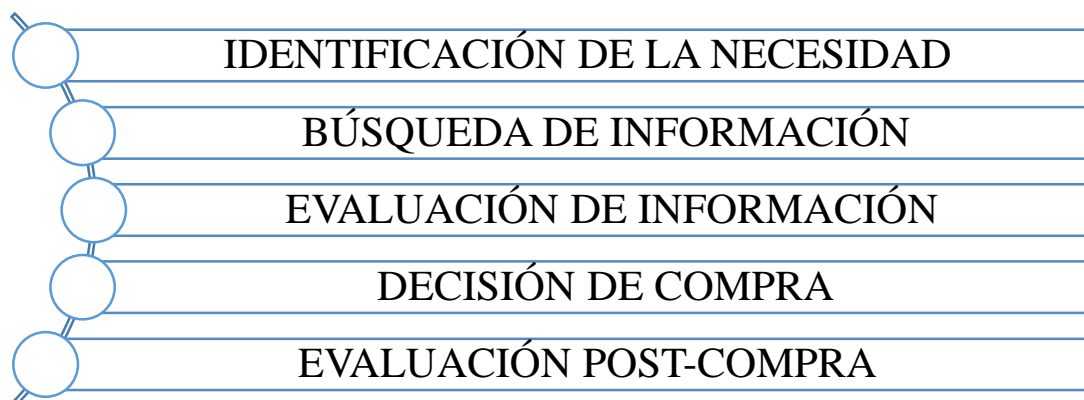 IDENTIFICACIÓN DE LA NECESIDAD
BÚSQUEDA DE INFORMACIÓN
EVALUACIÓN DE INFORMACIÓN
DECISIÓN DE COMPRA
EVALUACIÓN POST-COMPRA